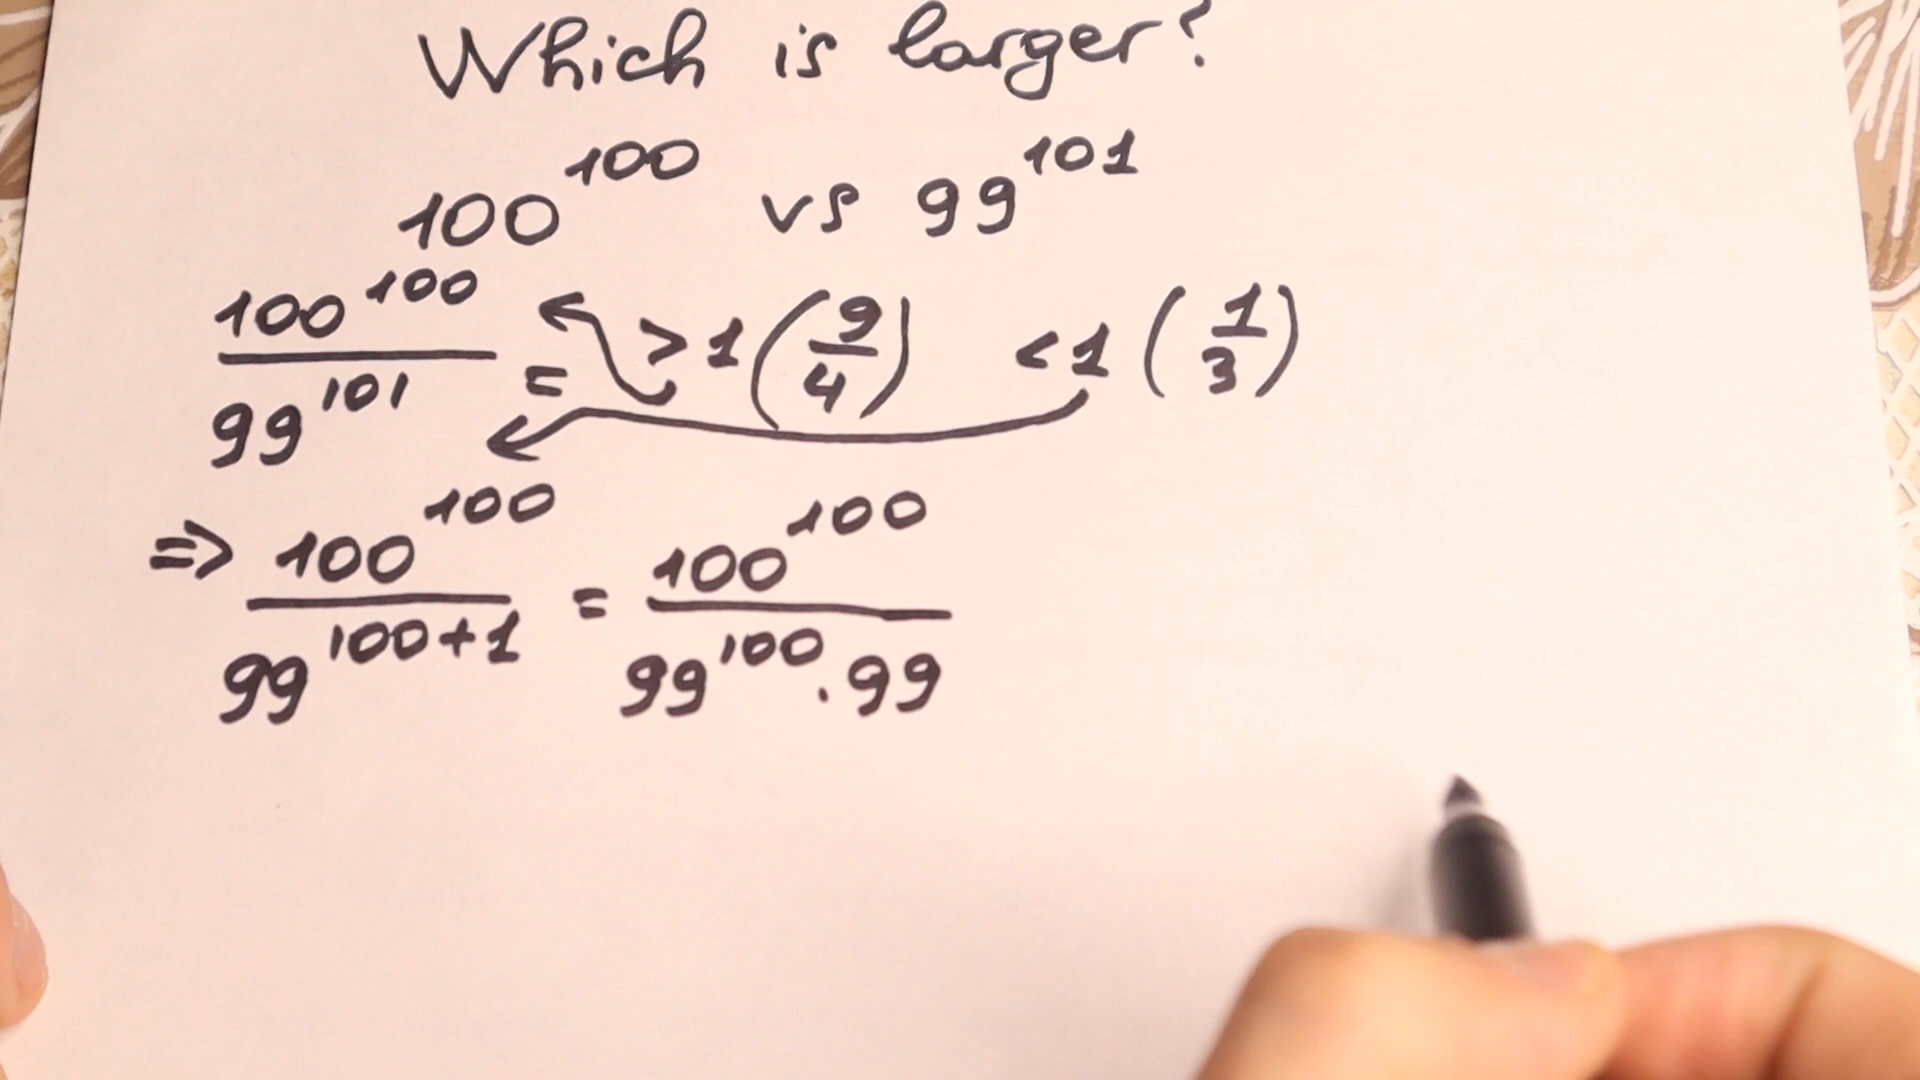 Which is larger?
100^100 vs 99^101
100^100 / 99^101 = > 1 (9/4) < 1 (1/3)
=> 100^100 / 99^100+1 = 100^100 / 99^100 · 99